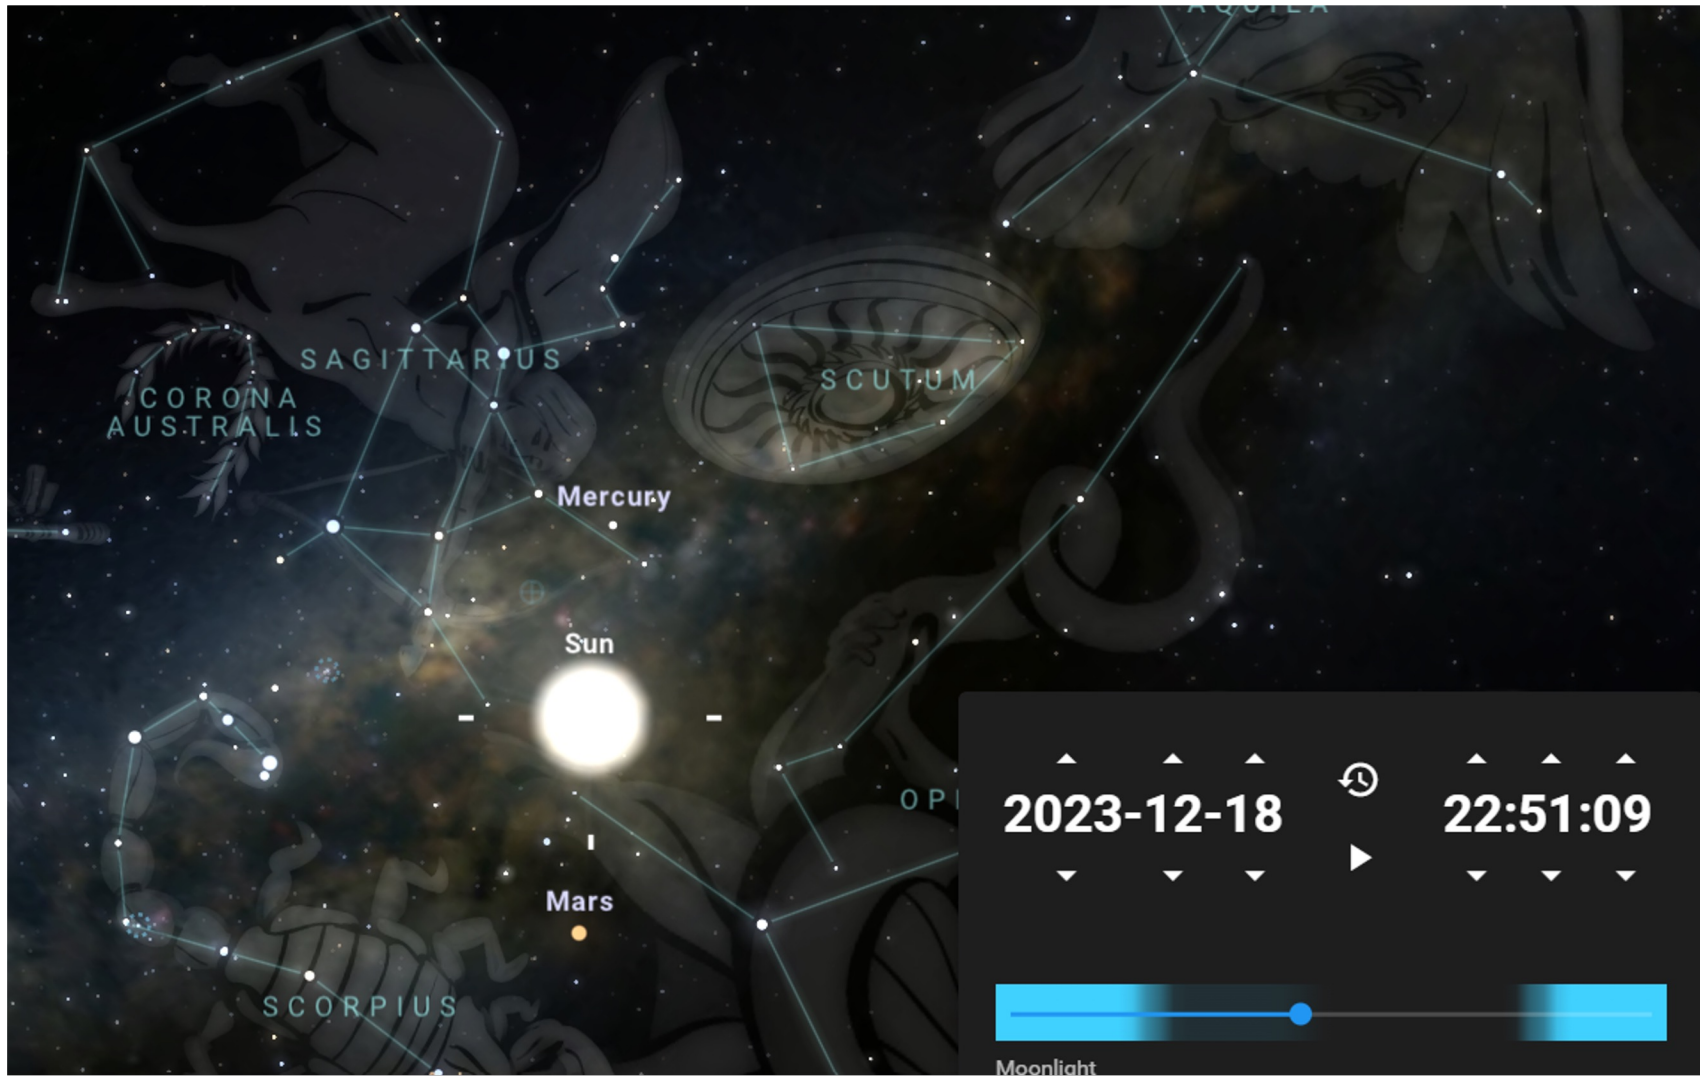 AQUILA
SAGITTARIUS
SCUTUM
CORONA
AUSTRALIS
Mercury
Sun
OPI
2023-12-18
22:51:09
Mars
SCORPIUS
Moonlight